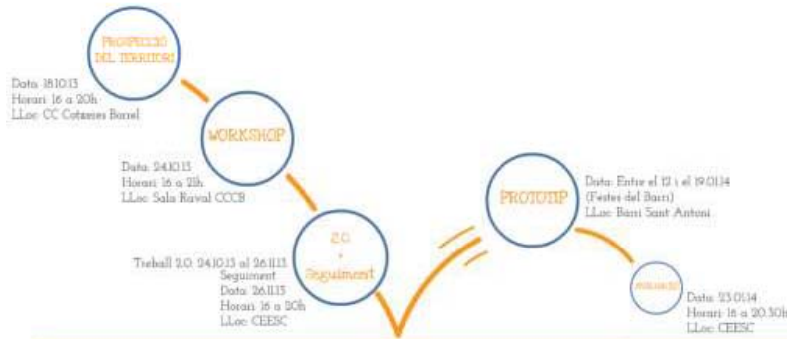 PROSPECCIÓ
DEL TERRITORI
Data: 18.10.13
Horari: 16 a 20h
LLoc: CC Cotxeres Borrel
WORKSHOP
Data: 24.10.13
Horari: 16 a 21h
LLoc: Sala Raval CCCB
2.0
+
Seguiment
Treball 2.0: 24.10.13 al 26.11.13
Seguiment
Data: 26.11.13
Horari: 16 a 20h
LLoc: CEESC
PROTOTIP
Data: Entre el 12 i el 19.01.14
(Festes del Barri)
LLoc: Barri Sant Antoni
Data: 23.01.14
Horari: 16 a 20.30h
LLoc: CEESC